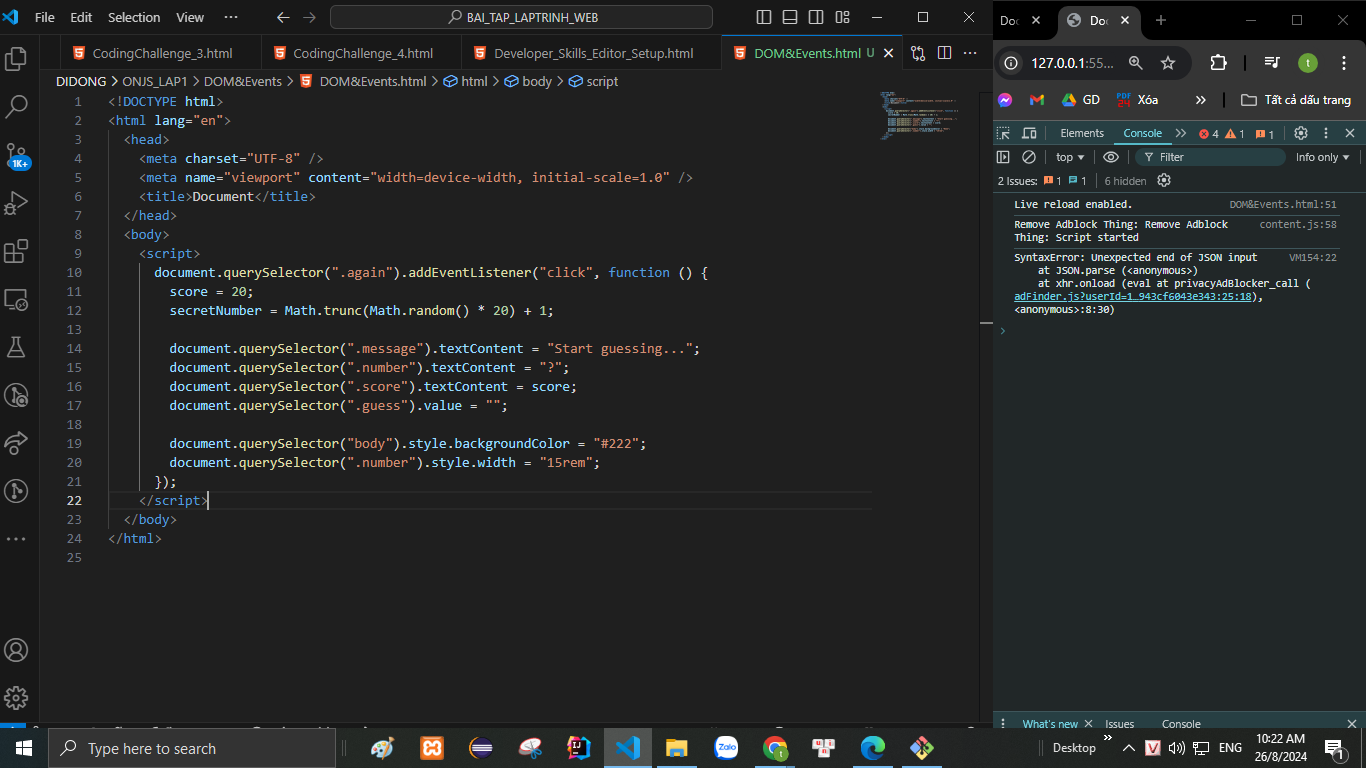 File Edit Selection View ··· BAI_TAP_LAPTRINH_WEB
CodingChallenge_3.html CodingChallenge_4.html Developer_Skills_Editor_Setup.html DOM&Events.html U
DIDONG > ONJS_LAP1 > DOM&Events > DOM&Events.html > html > body > script
1 <!DOCTYPE html>
2 <html lang="en">
3 <head>
4 <meta charset="UTF-8" />
5 <meta name="viewport" content="width=device-width, initial-scale=1.0" />
6 <title>Document</title>
7 </head>
8 <body>
9 <script>
10 document.querySelector(".again").addEventListener("click", function () {
11 score = 20;
12 secretNumber = Math.trunc(Math.random() * 20) + 1;
13
14 document.querySelector(".message").textContent = "Start guessing...";
15 document.querySelector(".number").textContent = "?";
16 document.querySelector(".score").textContent = score;
17 document.querySelector(".guess").value = "";
18
19 document.querySelector("body").style.backgroundColor = "#222";
20 document.querySelector(".number").style.width = "15rem";
21 });
22 </script>
23 </body>
24 </html>
25
1K+
Doc Doc
127.0.0.1:55... t
GD PDF 24 Xóa » Tất cả dấu trang
Elements Console » 4 1 1
top Filter Info only
2 Issues: 1 1 6 hidden
Live reload enabled. DOM&Events.html:51
Remove Adblock Thing: Remove Adblock content.js:58
Thing: Script started
SyntaxError: Unexpected end of JSON input VM154:22
at JSON.parse (<anonymous>)
at xhr.onload (eval at privacyAdBlocker_call (
adFinder.js?userId=1…943cf6043e343:25:18),
<anonymous>:8:30)
What's new Issues Console
Type here to search Zalo Desktop » ENG 10:22 AM
26/8/2024 1